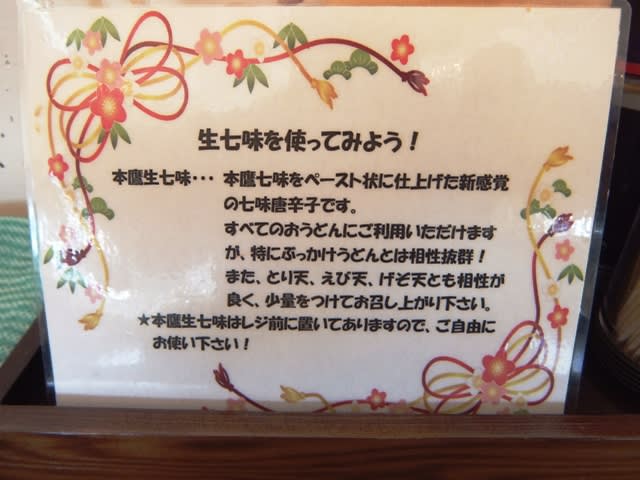 生七味を使ってみよう！
本鷹生七味･･･ 本鷹七味をペースト状に仕上げた新感覚
の七味唐辛子です。
すべてのおうどんにご利用いただけます
が、特にぶっかけうどんとは相性抜群！
また、とり天、えび天、げそ天とも相性が
良く、少量をつけてお召し上がり下さい。
★本鷹生七味はレジ前に置いてありますので、ご自由に
お使い下さい！